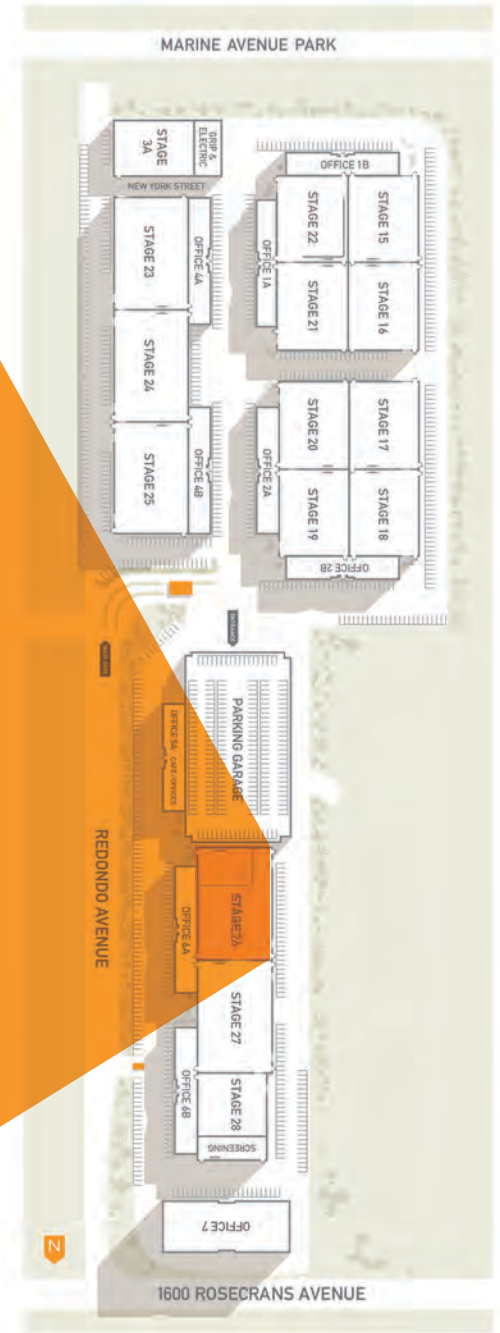 MARINE AVENUE PARK
STAGE 3A
GRIP & ELECTRIC
NEW YORK STREET
OFFICE 1B
STAGE 22
STAGE 15
STAGE 23
OFFICE 4A
OFFICE 1A
STAGE 21
STAGE 16
STAGE 24
STAGE 20
STAGE 17
STAGE 25
OFFICE 4B
OFFICE 2A
STAGE 19
STAGE 18
OFFICE 2B
ENTRANCE
PARKING GARAGE
OFFICE 5A CAFE/OFFICES
REDONDO AVENUE
STAGE 26
OFFICE 6A
STAGE 27
OFFICE 6B
STAGE 28
SCREENING
OFFICE 7
N
1600 ROSECRANS AVENUE